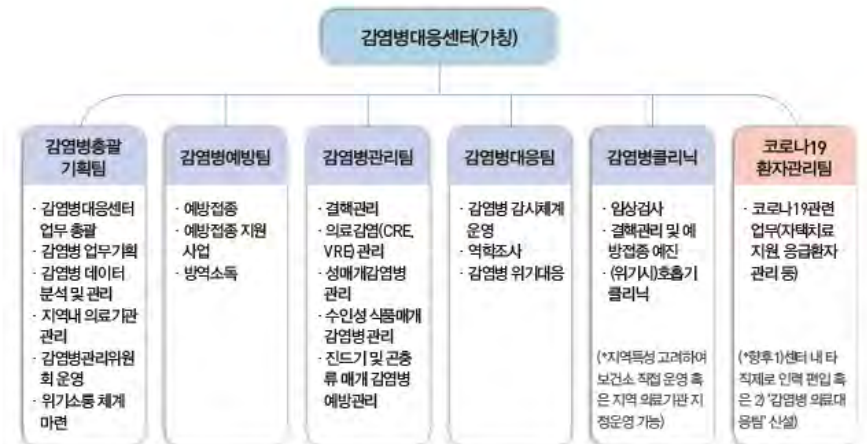 감염병대응센터(가칭)
감염병총괄
기획팀
· 감염병대응센터
업무 총괄
· 감염병 업무기획
· 감염병 데이터
분석 및 관리
· 지역내 의료기관
관리
· 감염병관리위원
회 운영
· 위기소통 체계
마련
감염병예방팀
· 예방접종
· 예방접종 지원
사업
· 방역소독
감염병관리팀
· 결핵관리
· 의료감염(CRE,
VRE) 관리
· 성매개감염병
관리
· 수인성 식품매개
감염병 관리
· 진드기 및 곤충
류 매개 감염병
예방관리
감염병대응팀
· 감염병 감시체계
운영
· 역학조사
· 감염병 위기대응
감염병클리닉
· 임상검사
· 결핵관리 및 예
방접종 예진
· (위기시)호흡기
클리닉
(*지역특성 고려하여
보건소 직접 운영 혹
은 지역 의료기관 지
정운영 가능)
코로나19
환자관리팀
· 코로나19관련
업무(자택치료
지원, 응급환자
관리 등)
(*향후 1)센터 내 타
직제로 인력 편입 혹
은 2) '감염병 의료대
응팀' 신설)